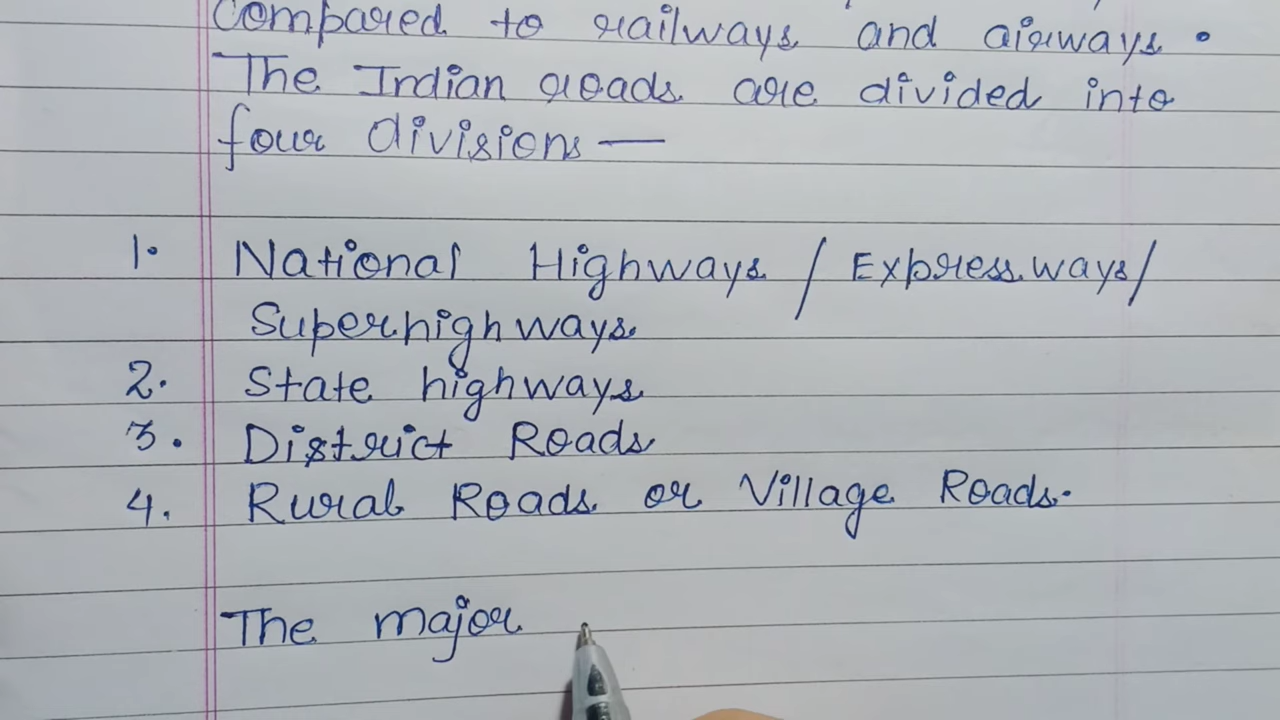 Compared to railways and airways.
The Indian roads are divided into
four divisions —
1. National Highways / Expressways/
Superhighways
2. State highways
3. District Roads
4. Rural Roads or Village Roads.
The major